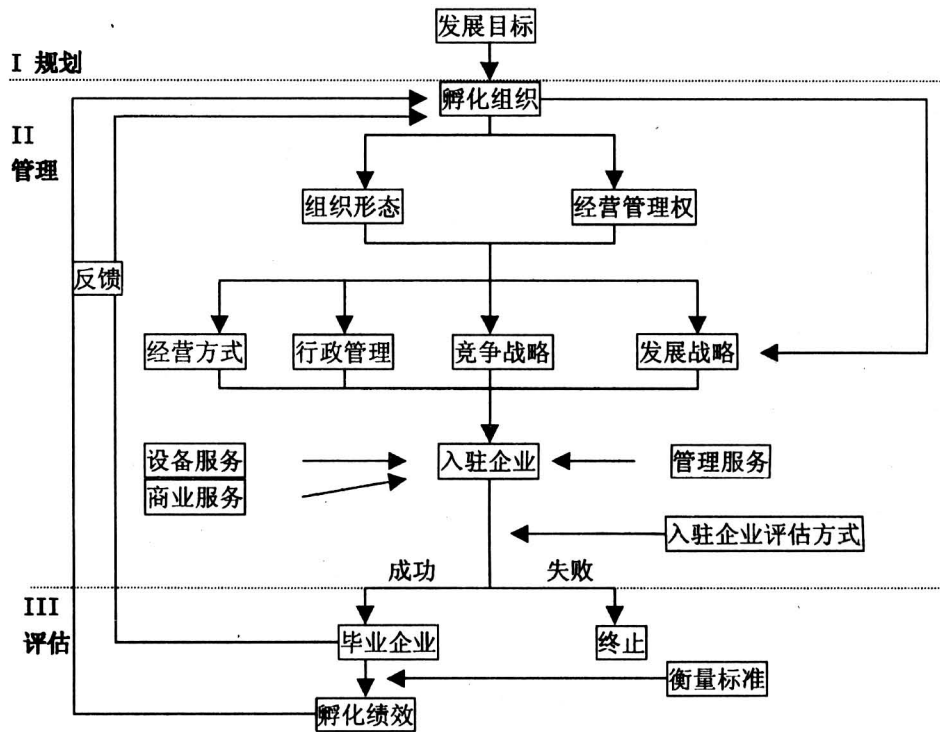 发展目标
I 规划
孵化组织
II
管理
组织形态
经营管理权
反馈
经营方式
行政管理
竞争战略
发展战略
设备服务
入驻企业
管理服务
商业服务
入驻企业评估方式
成功
失败
III
评估
毕业企业
终止
衡量标准
孵化绩效